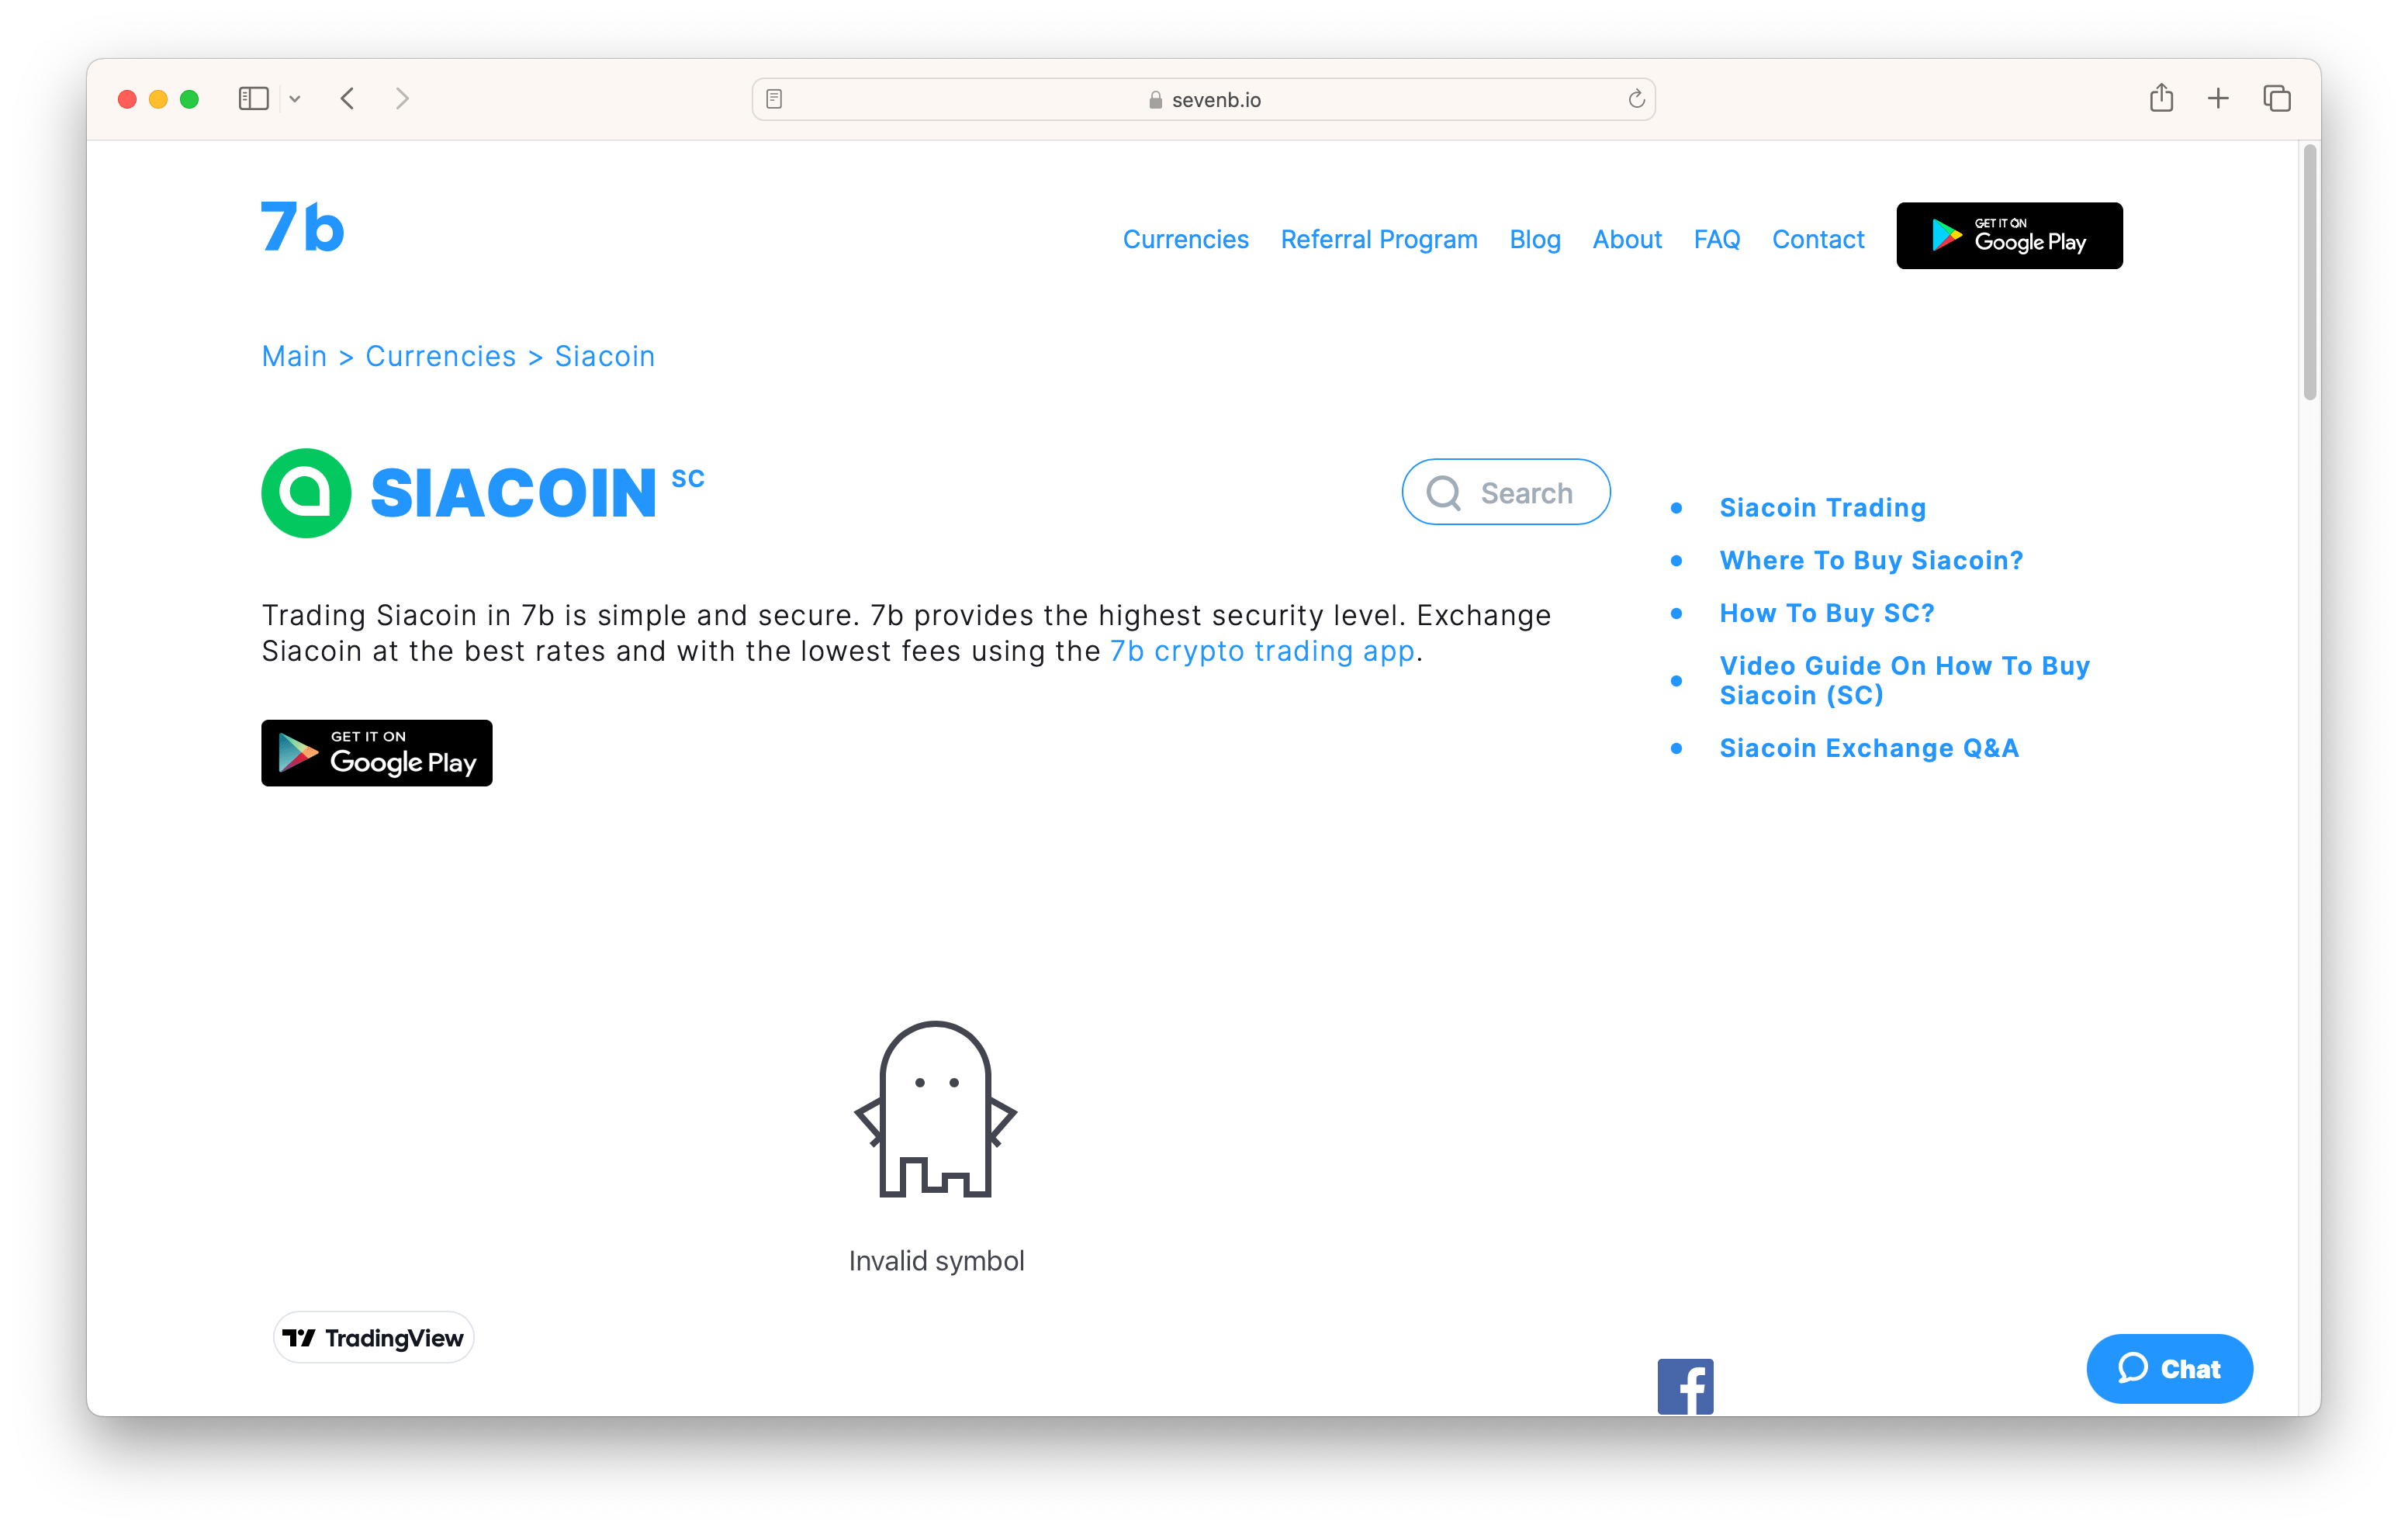 sevenb.io
7b
Currencies Referral Program Blog About FAQ Contact GET IT ON Google Play
Main > Currencies > Siacoin
SIACOIN SC
Search
Trading Siacoin in 7b is simple and secure. 7b provides the highest security level. Exchange
Siacoin at the best rates and with the lowest fees using the 7b crypto trading app.
GET IT ON
Google Play
• Siacoin Trading
• Where To Buy Siacoin?
• How To Buy SC?
• Video Guide On How To Buy
Siacoin (SC)
• Siacoin Exchange Q&A
Invalid symbol
TradingView
Chat